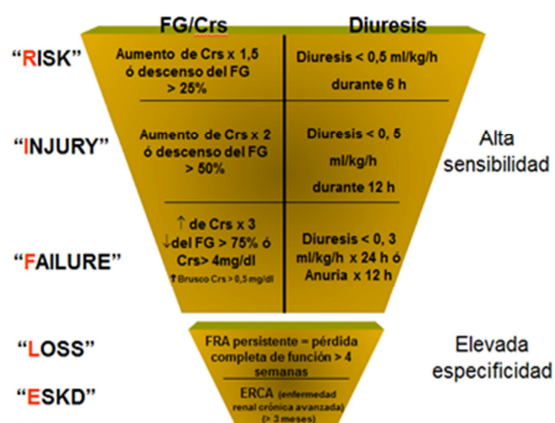 FG/Crs
Diuresis
“RISK”
Aumento de Crs x 1,5
ó descenso del FG
> 25%
Diuresis < 0,5 ml/kg/h
durante 6 h
“INJURY”
Aumento de Crs x 2
ó descenso del FG
> 50%
Diuresis < 0, 5
ml/kg/h
durante 12 h
Alta
sensibilidad
“FAILURE”
↑ de Crs x 3
↓del FG > 75% ó
Crs> 4mg/dl
↑Brusco Crs > 0,5 mg/dl
Diuresis < 0, 3
ml/kg/h x 24 h ó
Anuria x 12 h
“LOSS”
FRA persistente = pérdida
completa de función > 4
semanas
Elevada
especificidad
“ESKD”
ERCA (enfermedad
renal crónica avanzada)
(> 3 meses)